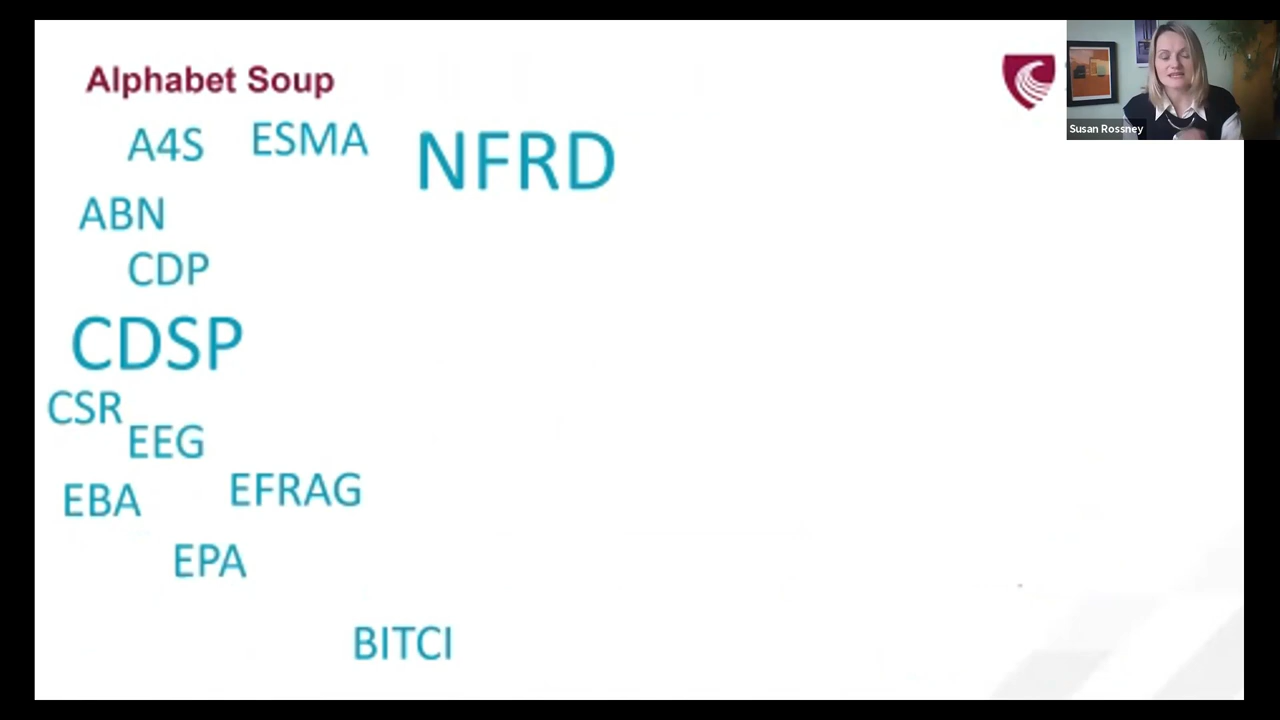 Alphabet Soup
Susan Rossney
A4S ESMA NFRD
ABN
CDP
CDSP
CSR
EEG
EBA EFRAG
EPA
BITCI